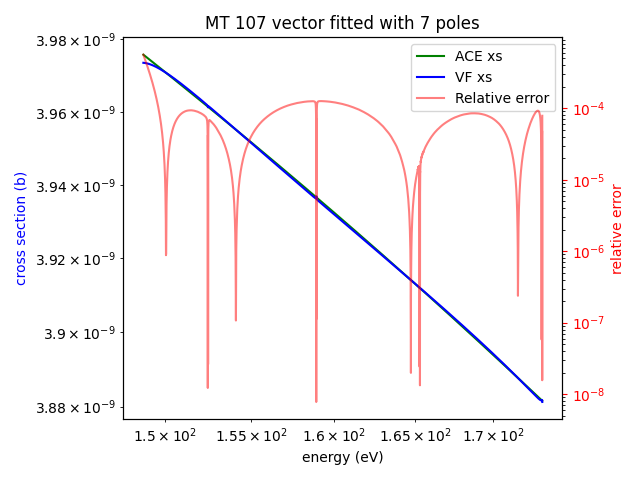 MT 107 vector fitted with 7 poles
3.98 × 10⁻⁹
3.96 × 10⁻⁹
3.94 × 10⁻⁹
3.92 × 10⁻⁹
3.9 × 10⁻⁹
3.88 × 10⁻⁹
cross section (b)
ACE xs
VF xs
Relative error
10⁻⁴
10⁻⁵
10⁻⁶
10⁻⁷
10⁻⁸
relative error
1.5 × 10² 1.55 × 10² 1.6 × 10² 1.65 × 10² 1.7 × 10²
energy (eV)